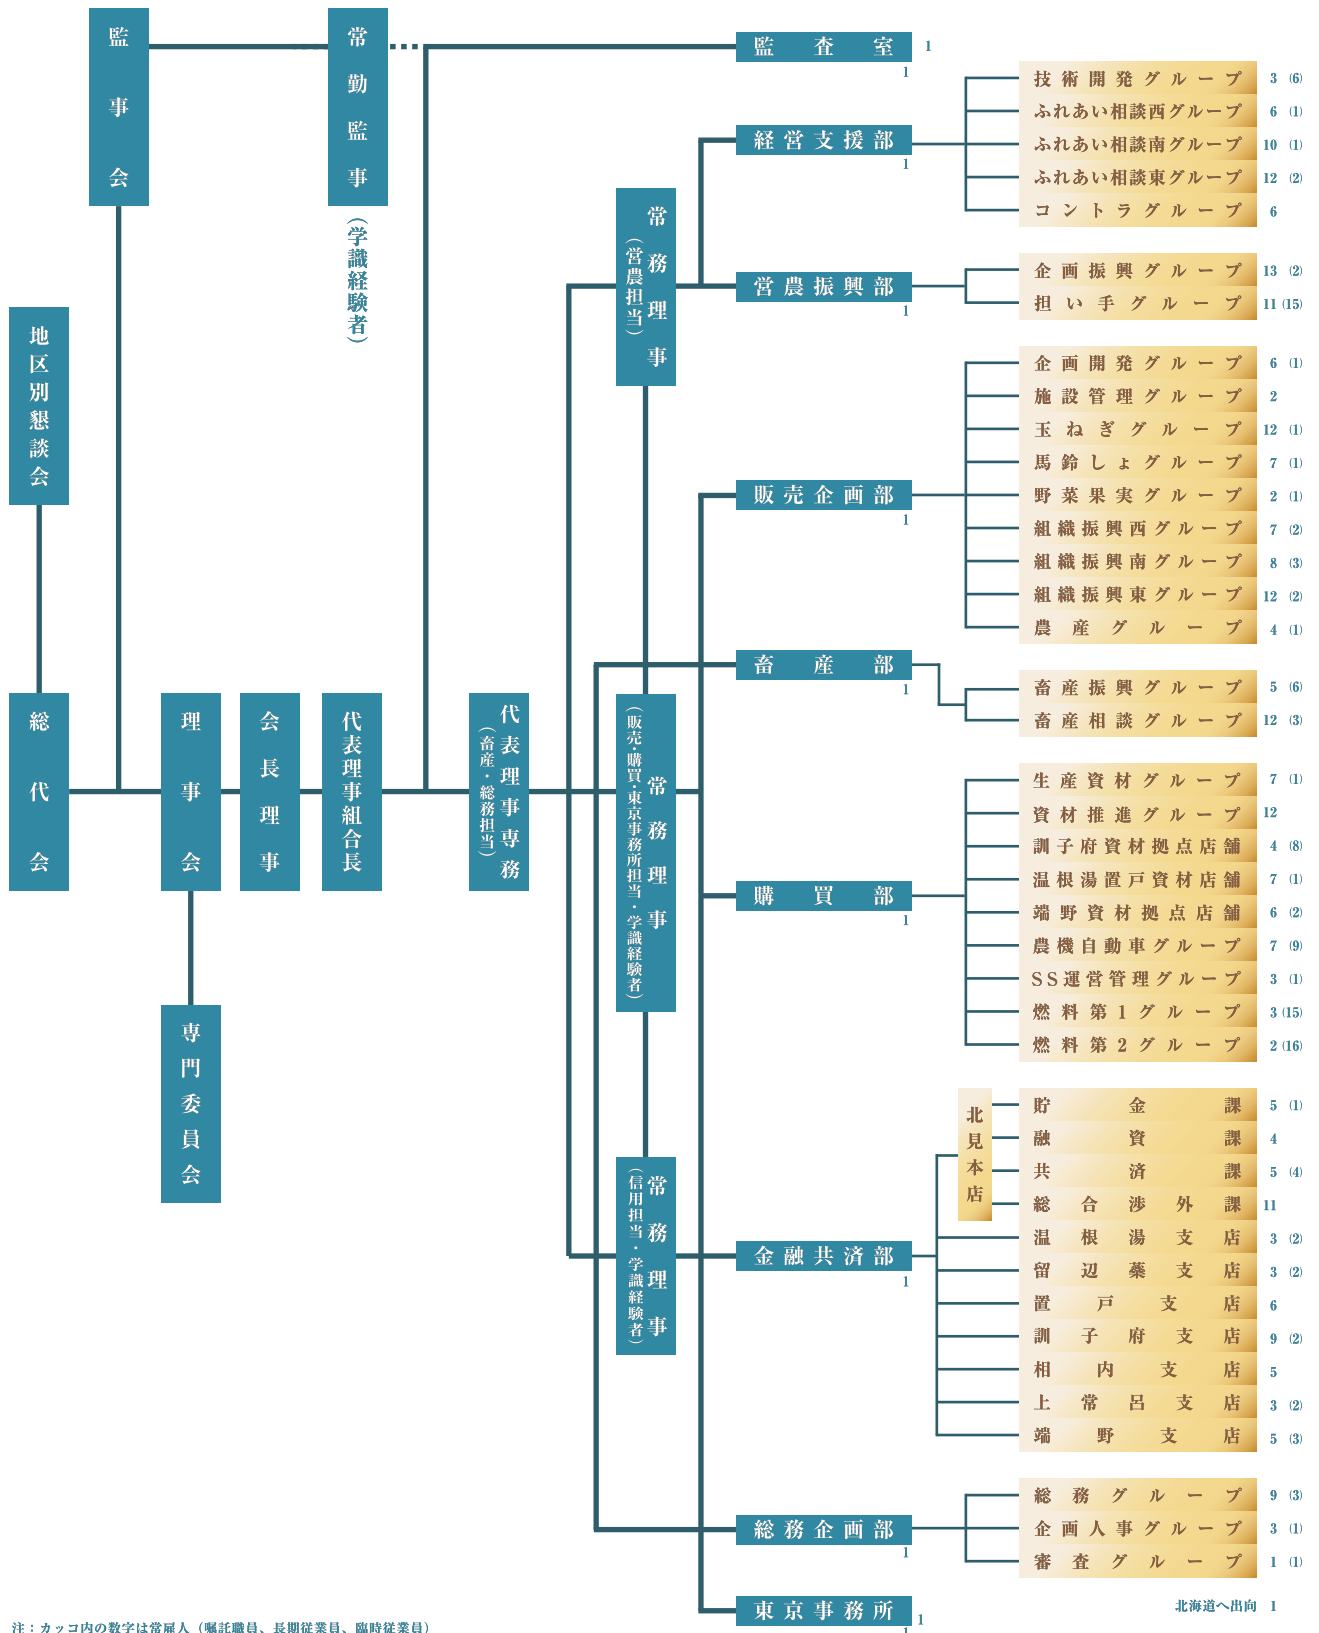 監事会
常勤監事
（学識経験者）
地区別懇談会
総代会
理事会
会長理事
代表理事組合長
専門委員会
代表理事専務
（畜産・総務担当）
常務理事
（営農担当）
常務理事
（販売・購買・東京事務所担当・学識経験者）
常務理事
（信用担当・学識経験者）
監査室 1
1
経営支援部
1
技術開発グループ 3 (6)
ふれあい相談西グループ 6 (1)
ふれあい相談南グループ 10 (1)
ふれあい相談東グループ 12 (2)
コントラグループ 6
営農振興部
1
企画振興グループ 13 (2)
担い手グループ 11 (15)
販売企画部
1
企画開発グループ 6 (1)
施設管理グループ 2
玉ねぎグループ 12 (1)
馬鈴しょグループ 7 (1)
野菜果実グループ 2 (1)
組織振興西グループ 7 (2)
組織振興南グループ 8 (3)
組織振興東グループ 12 (2)
農産グループ 4 (1)
畜産部
1
畜産振興グループ 5 (6)
畜産相談グループ 12 (3)
購買部
1
生産資材グループ 7 (1)
資材推進グループ 12
訓子府資材拠点店舗 4 (8)
温根湯置戸資材店舗 7 (1)
端野資材拠点店舗 6 (2)
農機自動車グループ 7 (9)
SS運営管理グループ 3 (1)
燃料第1グループ 3 (15)
燃料第2グループ 2 (16)
金融共済部
1
北見本店
貯金課 5 (1)
融資課 4
共済課 5 (4)
総合渉外課 11
温根湯支店 3 (2)
留辺蘂支店 3 (2)
置戸支店 6
訓子府支店 9 (2)
相内支店 5
上常呂支店 3 (2)
端野支店 5 (3)
総務企画部
1
総務グループ 9 (3)
企画人事グループ 3 (1)
審査グループ 1 (1)
東京事務所 1
1
北海道へ出向 1
注：カッコ内の数字は常雇人（嘱託職員、長期従業員、臨時従業員）